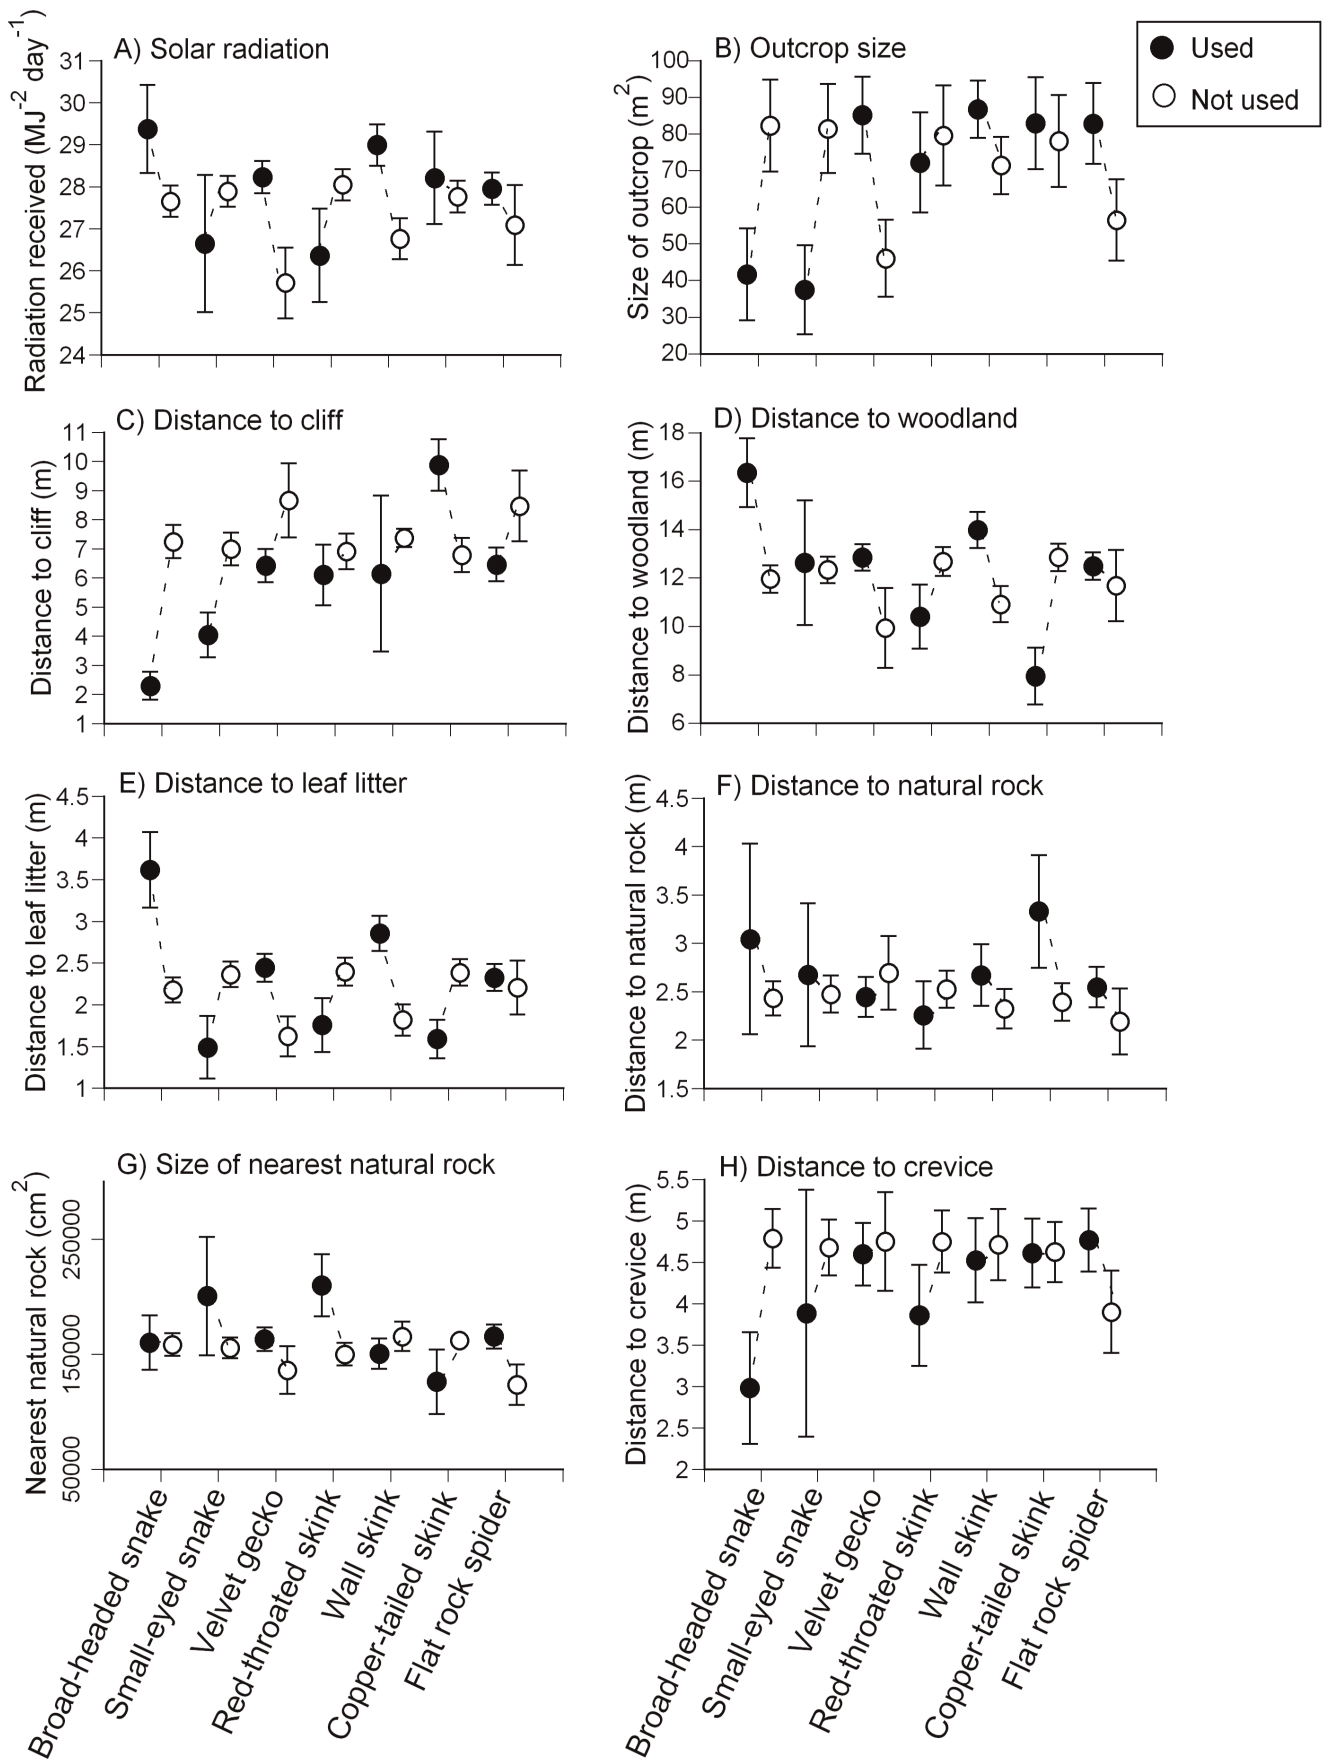 A) Solar radiation
Radiation received (MJ-2 day-1)
31
30
29
28
27
26
25
24
B) Outcrop size
Size of outcrop (m2)
100
90
80
70
60
50
40
30
20
Used
Not used
C) Distance to cliff
Distance to cliff (m)
11
10
9
8
7
6
5
4
3
2
1
D) Distance to woodland
Distance to woodland (m)
18
16
14
12
10
8
6
E) Distance to leaf litter
Distance to leaf litter (m)
4.5
4
3.5
3
2.5
2
1.5
1
F) Distance to natural rock
Distance to natural rock (m)
4.5
4
3.5
3
2.5
2
1.5
G) Size of nearest natural rock
Nearest natural rock (cm2)
250000
150000
50000
H) Distance to crevice
Distance to crevice (m)
5.5
5
4.5
4
3.5
3
2.5
2
Broad-headed snake
Small-eyed snake
Velvet gecko
Red-throated skink
Wall skink
Copper-tailed skink
Flat rock spider
Broad-headed snake
Small-eyed snake
Velvet gecko
Red-throated skink
Wall skink
Copper-tailed skink
Flat rock spider